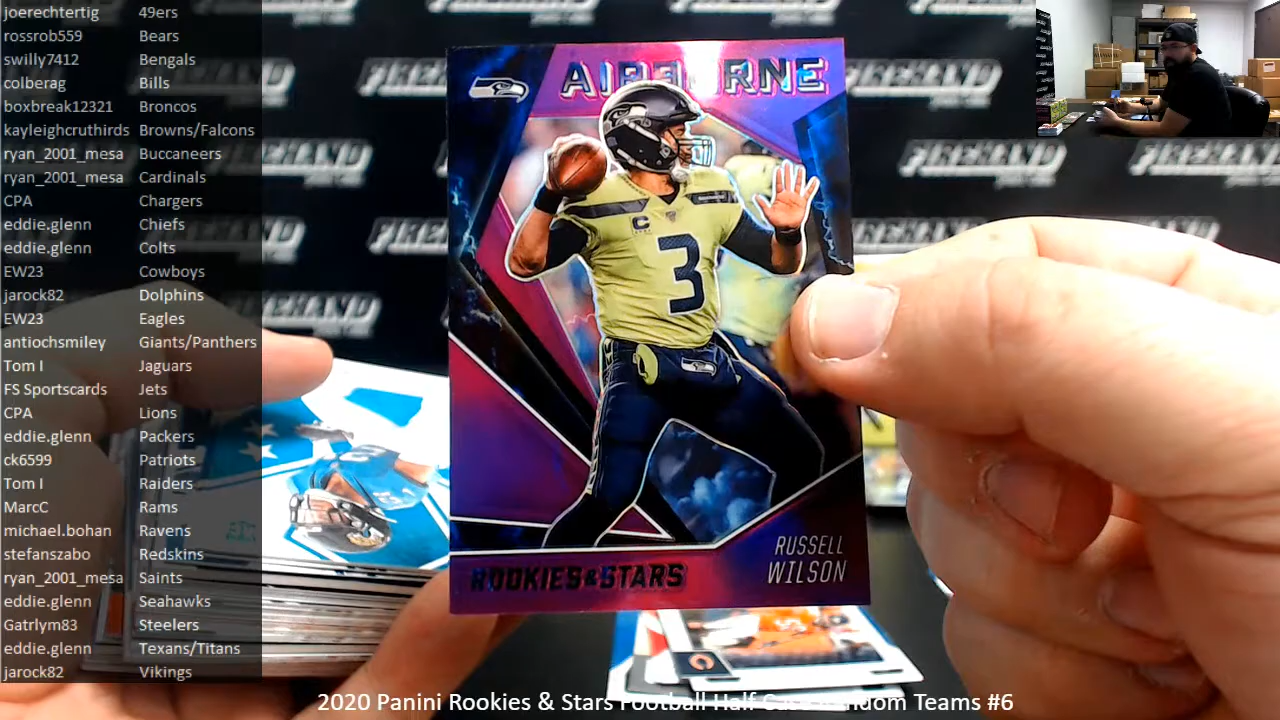 joerechtertig 49ers
rossrob559 Bears
swilly7412 Bengals
colberag Bills
boxbreak12321 Broncos
kayleighcruthirds Browns/Falcons
ryan_2001_mesa Buccaneers
ryan_2001_mesa Cardinals
CPA Chargers
eddie.glenn Chiefs
eddie.glenn Colts
EW23 Cowboys
jarock82 Dolphins
EW23 Eagles
antiochsmiley Giants/Panthers
Tom I Jaguars
FS Sportscards Jets
CPA Lions
eddie.glenn Packers
ck6599 Patriots
Tom I Raiders
MarcC Rams
michael.bohan Ravens
stefanszabo Redskins
ryan_2001_mesa Saints
eddie.glenn Seahawks
Gatrlym83 Steelers
eddie.glenn Texans/Titans
jarock82 Vikings
AIRBORNE
C
3
ROOKIES & STARS
RUSSELL
WILSON
FIREHAND
FIREHAND
FIREHAND
2020 Panini Rookies & Stars Football Half Case Random Teams #6